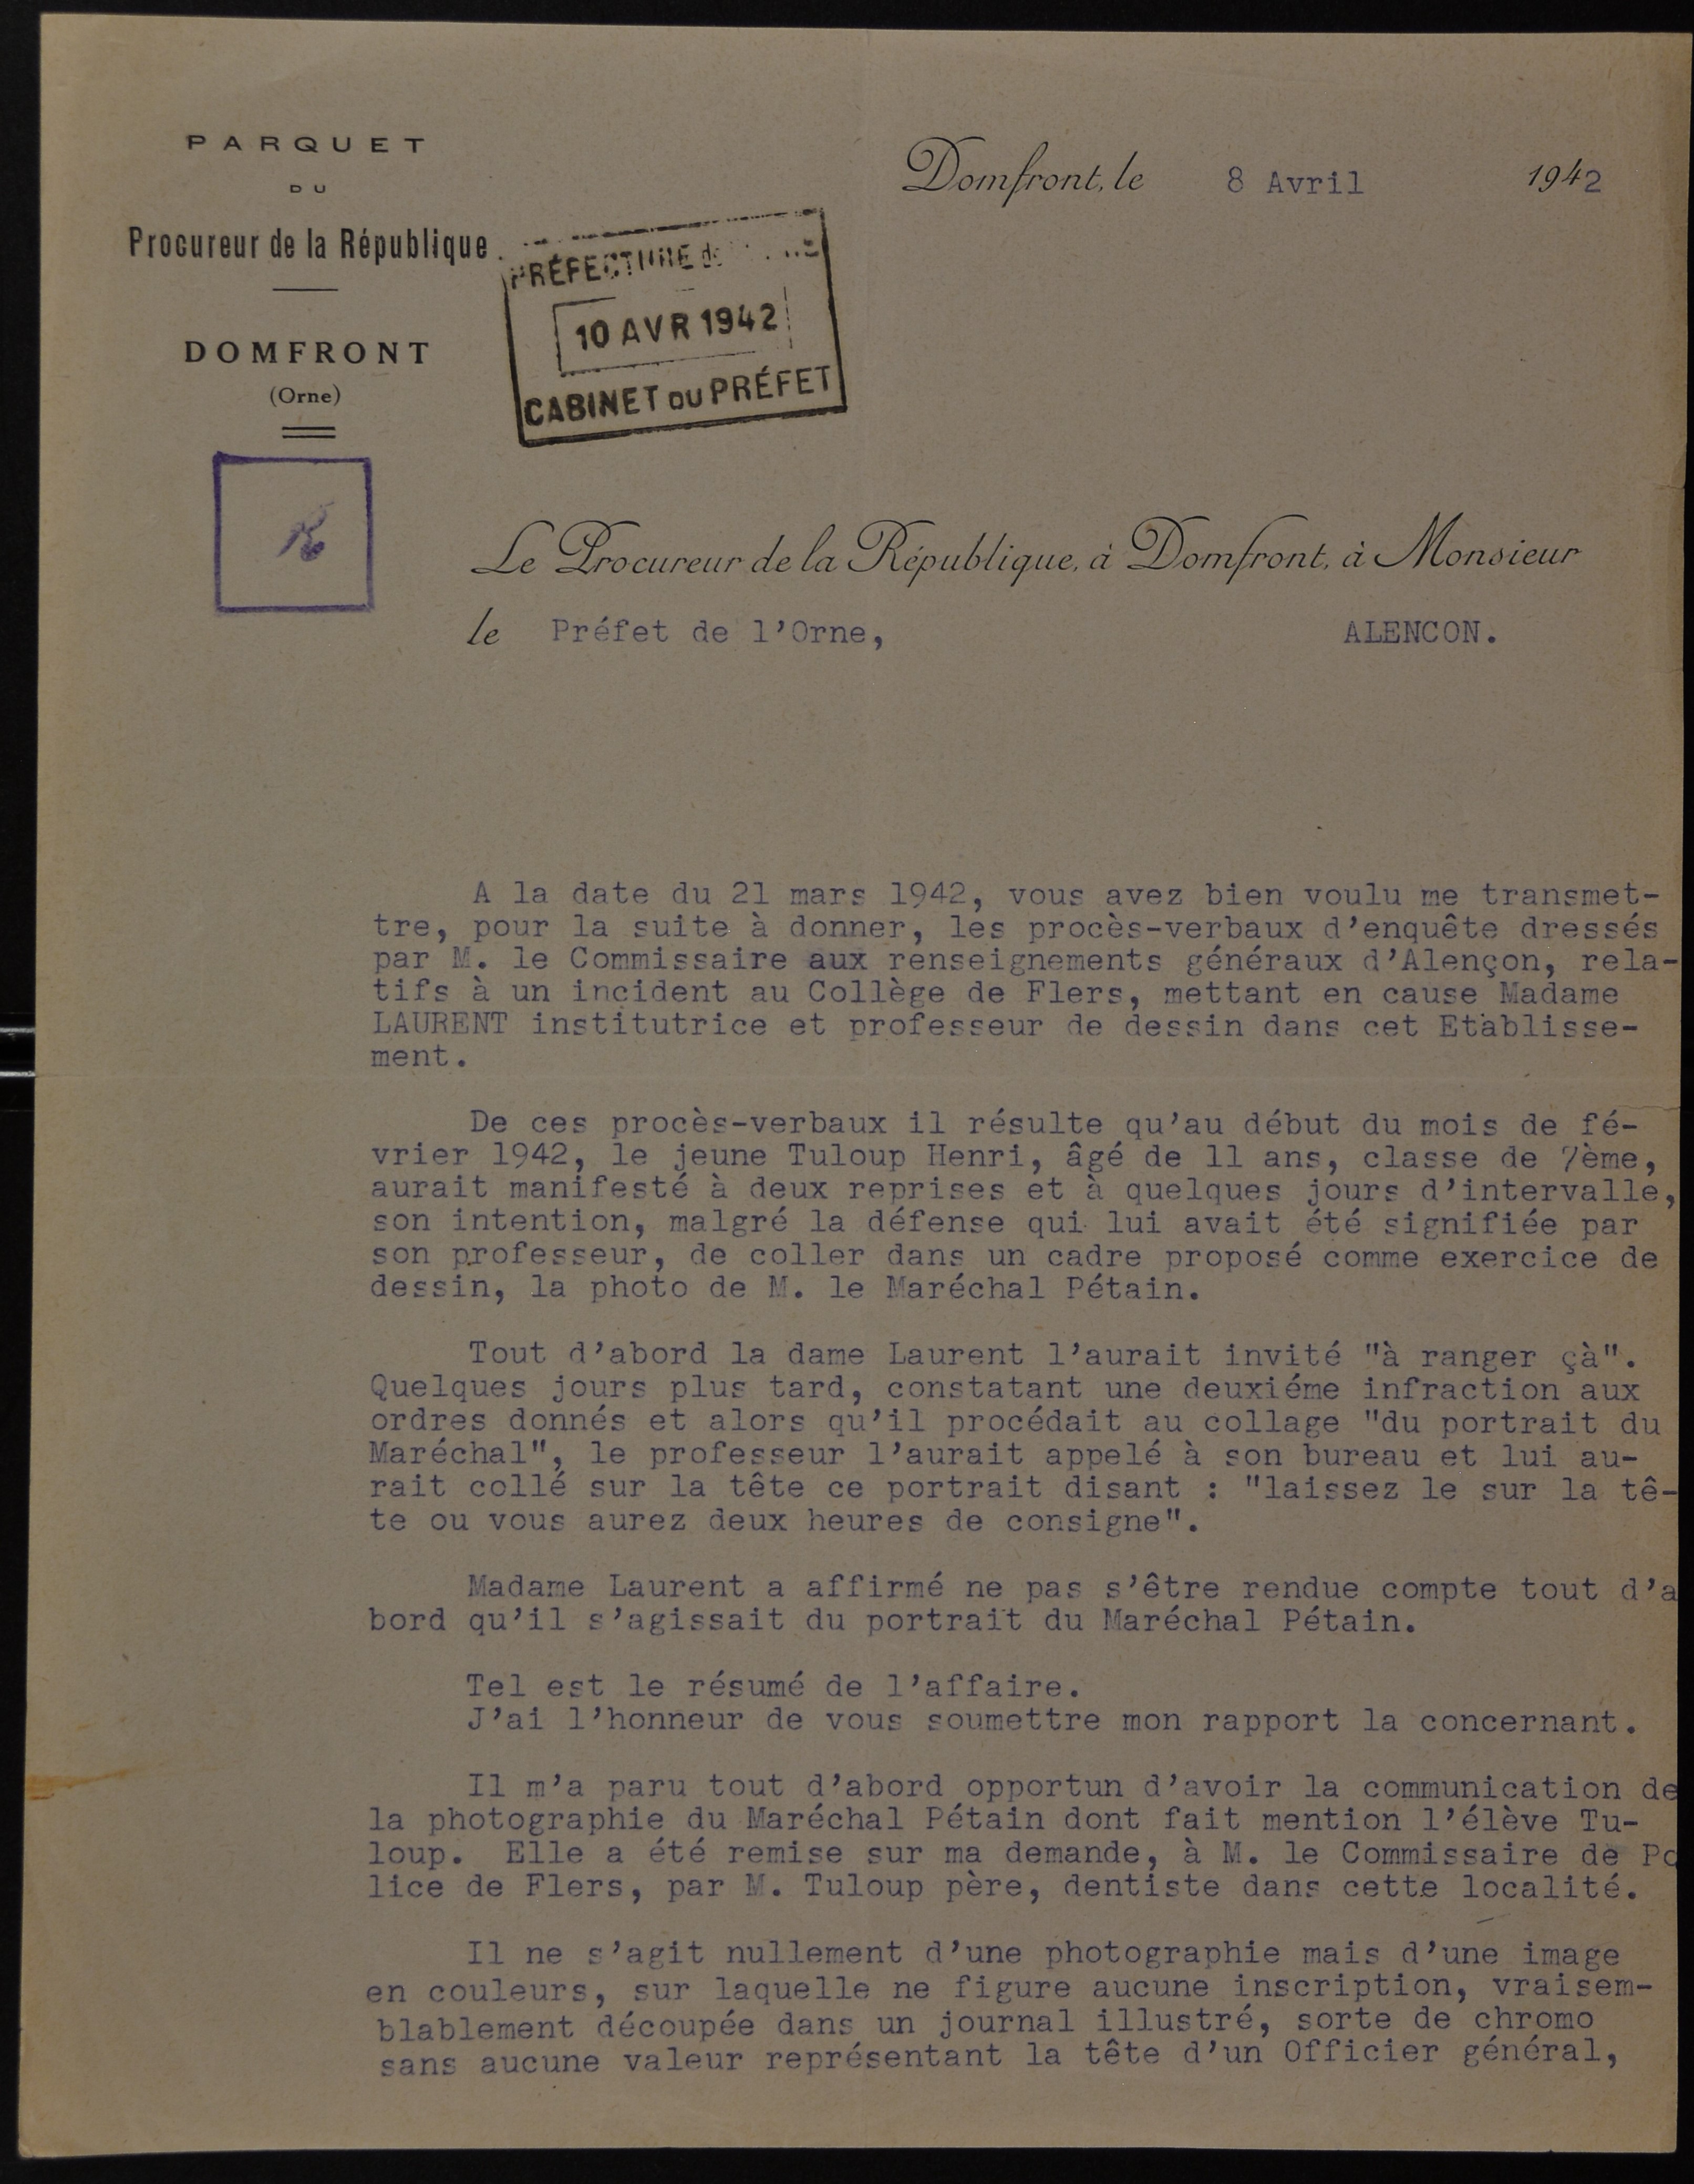 PARQUET
DU
Procureur de la République
DOMFRONT
(Orne)
Domfront, le 8 Avril 1942
PRÉFECTURE de
10 AVR 1942
CABINET DU PRÉFET
Le Procureur de la République, à Domfront, à Monsieur
le Préfet de l'Orne, ALENCON.
A la date du 21 mars 1942, vous avez bien voulu me transmet-
tre, pour la suite à donner, les procès-verbaux d'enquête dressés
par M. le Commissaire aux renseignements généraux d'Alençon, rela-
tifs à un incident au Collège de Flers, mettant en cause Madame
LAURENT institutrice et professeur de dessin dans cet Etablisse-
ment.
De ces procès-verbaux il résulte qu'au début du mois de fé-
vrier 1942, le jeune Tuloup Henri, âgé de 11 ans, classe de 7ème,
aurait manifesté à deux reprises et à quelques jours d'intervalle,
son intention, malgré la défense qui lui avait été signifiée par
son professeur, de coller dans un cadre proposé comme exercice de
dessin, la photo de M. le Maréchal Pétain.
Tout d'abord la dame Laurent l'aurait invité "à ranger çà".
Quelques jours plus tard, constatant une deuxiéme infraction aux
ordres donnés et alors qu'il procédait au collage "du portrait du
Maréchal", le professeur l'aurait appelé à son bureau et lui au-
rait collé sur la tête ce portrait disant : "laissez le sur la tê-
te ou vous aurez deux heures de consigne".
Madame Laurent a affirmé ne pas s'être rendue compte tout d'a
bord qu'il s'agissait du portrait du Maréchal Pétain.
Tel est le résumé de l'affaire.
J'ai l'honneur de vous soumettre mon rapport la concernant.
Il m'a paru tout d'abord opportun d'avoir la communication de
la photographie du Maréchal Pétain dont fait mention l'élève Tu-
loup. Elle a été remise sur ma demande, à M. le Commissaire de Po
lice de Flers, par M. Tuloup père, dentiste dans cette localité.
Il ne s'agit nullement d'une photographie mais d'une image
en couleurs, sur laquelle ne figure aucune inscription, vraisem-
blablement découpée dans un journal illustré, sorte de chromo
sans aucune valeur représentant la tête d'un Officier général,